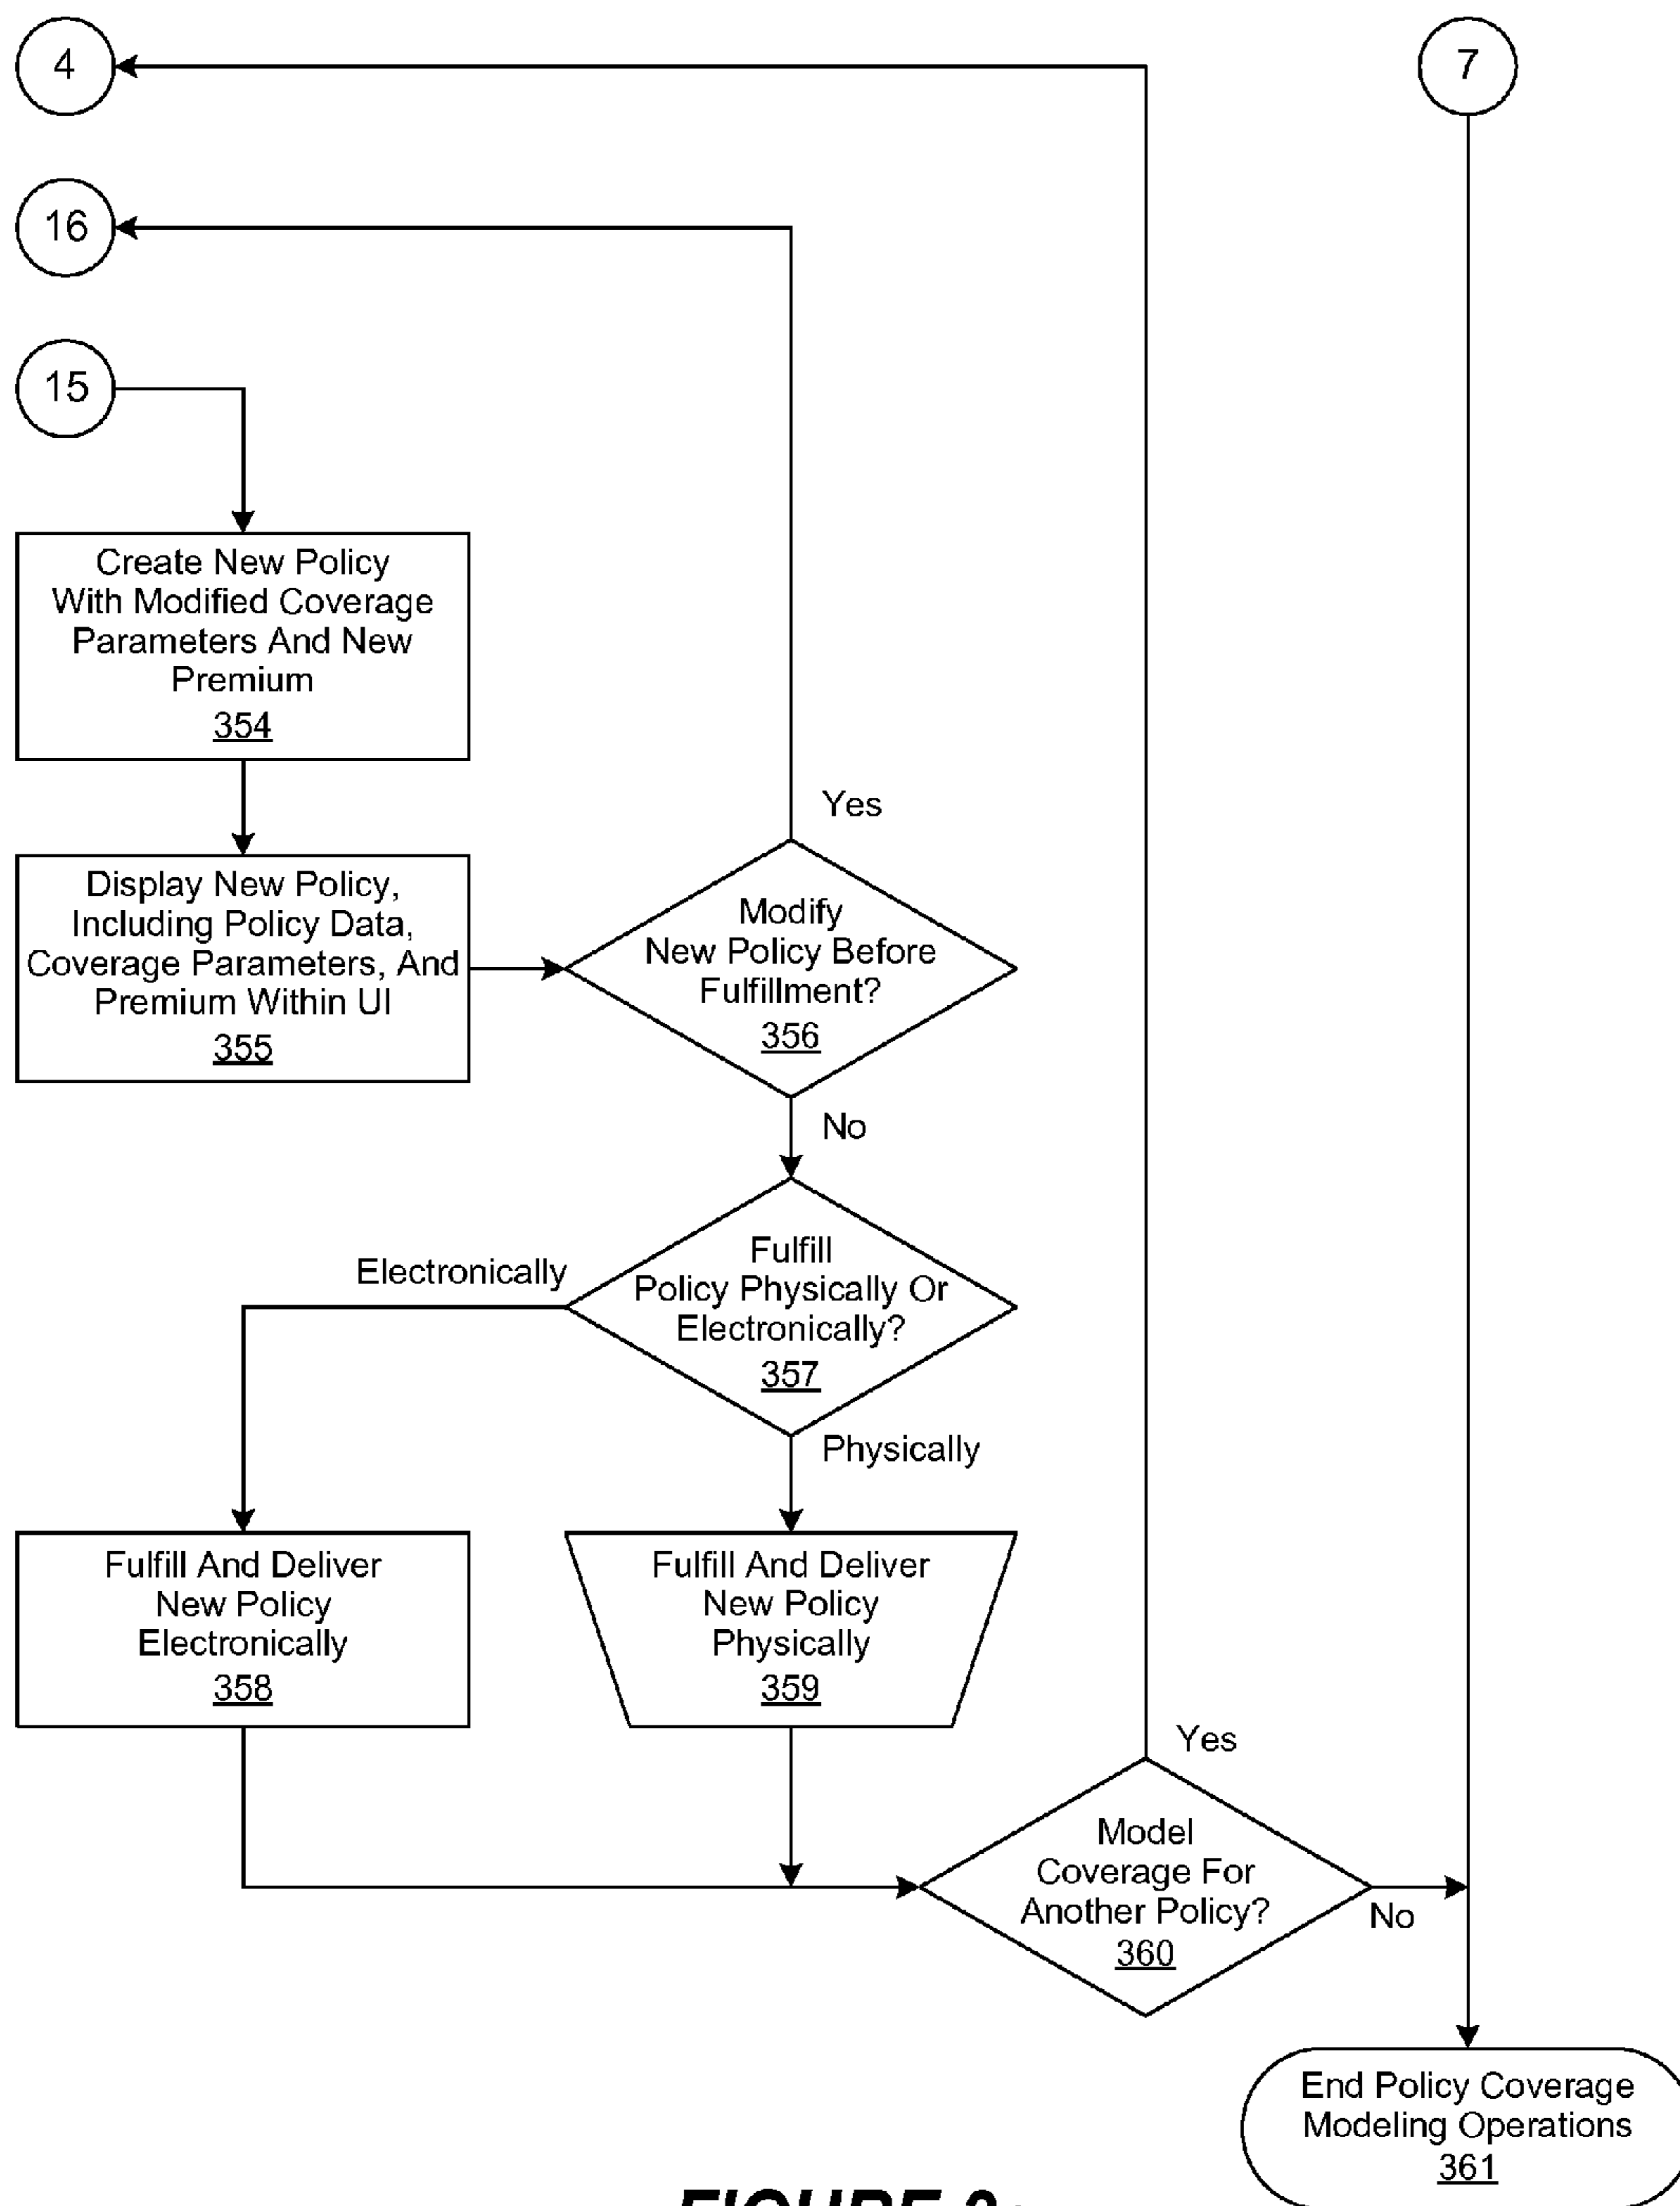 4
7
16
15
Create New Policy
With Modified Coverage
Parameters And New
Premium
354
Yes
Display New Policy,
Including Policy Data,
Coverage Parameters, And
Premium Within UI
355
Modify
New Policy Before
Fulfillment?
356
No
Fulfill
Policy Physically Or
Electronically?
357
Electronically
Physically
Fulfill And Deliver
New Policy
Electronically
358
Fulfill And Deliver
New Policy
Physically
359
Yes
Model
Coverage For
Another Policy?
360
No
End Policy Coverage
Modeling Operations
361